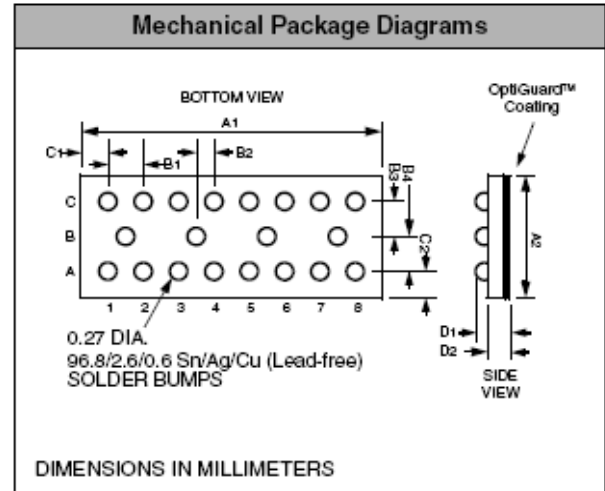 Mechanical Package Diagrams
BOTTOM VIEW
OptiGuard™
Coating
A1
C1
B1
B2
B3
B4
C
B
A
C2
A2
1 2 3 4 5 6 7 8
D1
D2
0.27 DIA.
96.8/2.6/0.6 Sn/Ag/Cu (Lead-free)
SOLDER BUMPS
SIDE
VIEW
DIMENSIONS IN MILLIMETERS